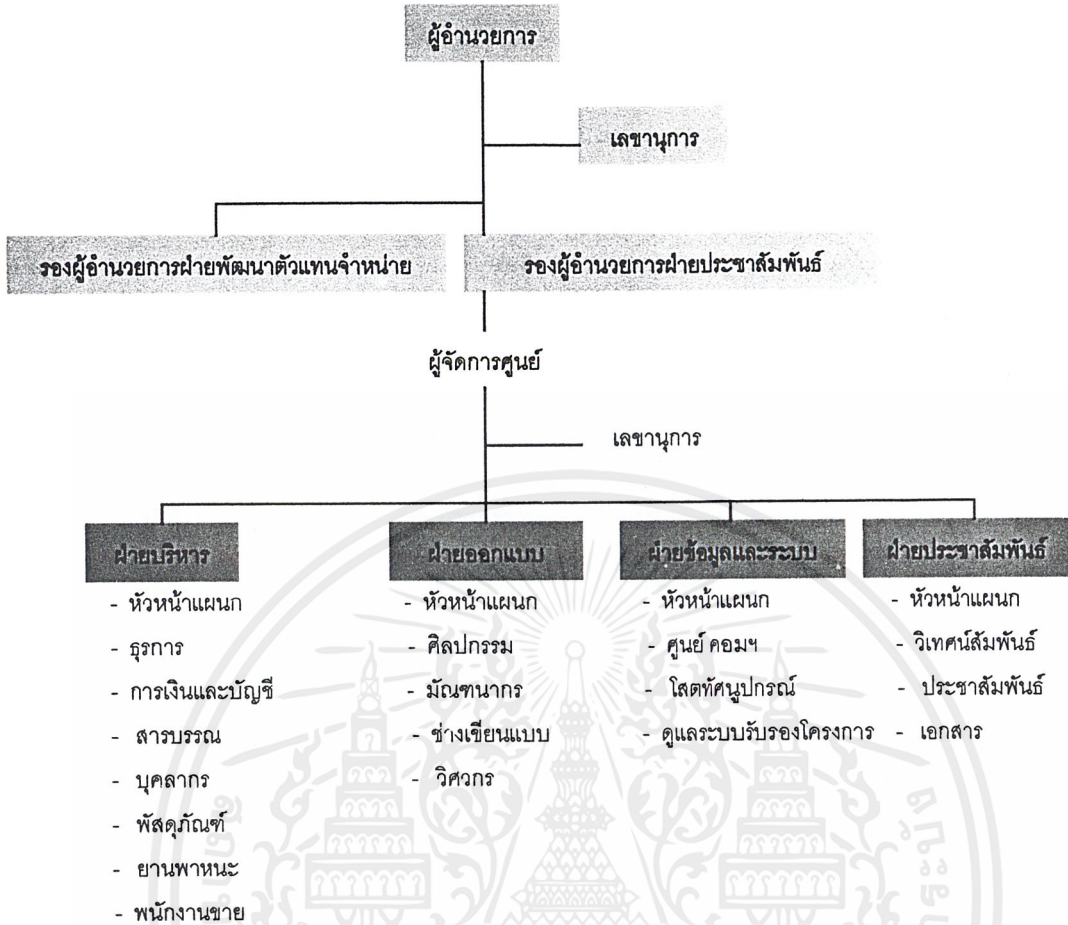 ผู้อำนวยการ
เลขานุการ
รองผู้อำนวยการฝ่ายพัฒนาตัวแทนจำหน่าย
รองผู้อำนวยการฝ่ายประชาสัมพันธ์
ผู้จัดการศูนย์
เลขานุการ
ฝ่ายบริหาร
- หัวหน้าแผนก
- ธุรการ
- การเงินและบัญชี
- สารบรรณ
- บุคลากร
- พัสดุภัณฑ์
- ยานพาหนะ
- พนักงานขาย
ฝ่ายออกแบบ
- หัวหน้าแผนก
- ศิลปกรรม
- มัณฑนากร
- ช่างเขียนแบบ
- วิศวกร
ฝ่ายข้อมูลและระบบ
- หัวหน้าแผนก
- ศูนย์ คอมฯ
- โสตทัศนูปกรณ์
- ดูแลระบบรับรองโครงการ
ฝ่ายประชาสัมพันธ์
- หัวหน้าแผนก
- วิเทศน์สัมพันธ์
- ประชาสัมพันธ์
- เอกสาร